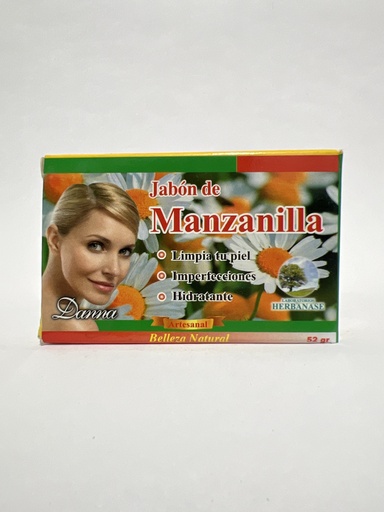 Jabón de
Manzanilla
Limpia tu piel
Imperfecciones
Hidratante
HERBANASE
Danna
Artesanal
Belleza Natural
52 gr.